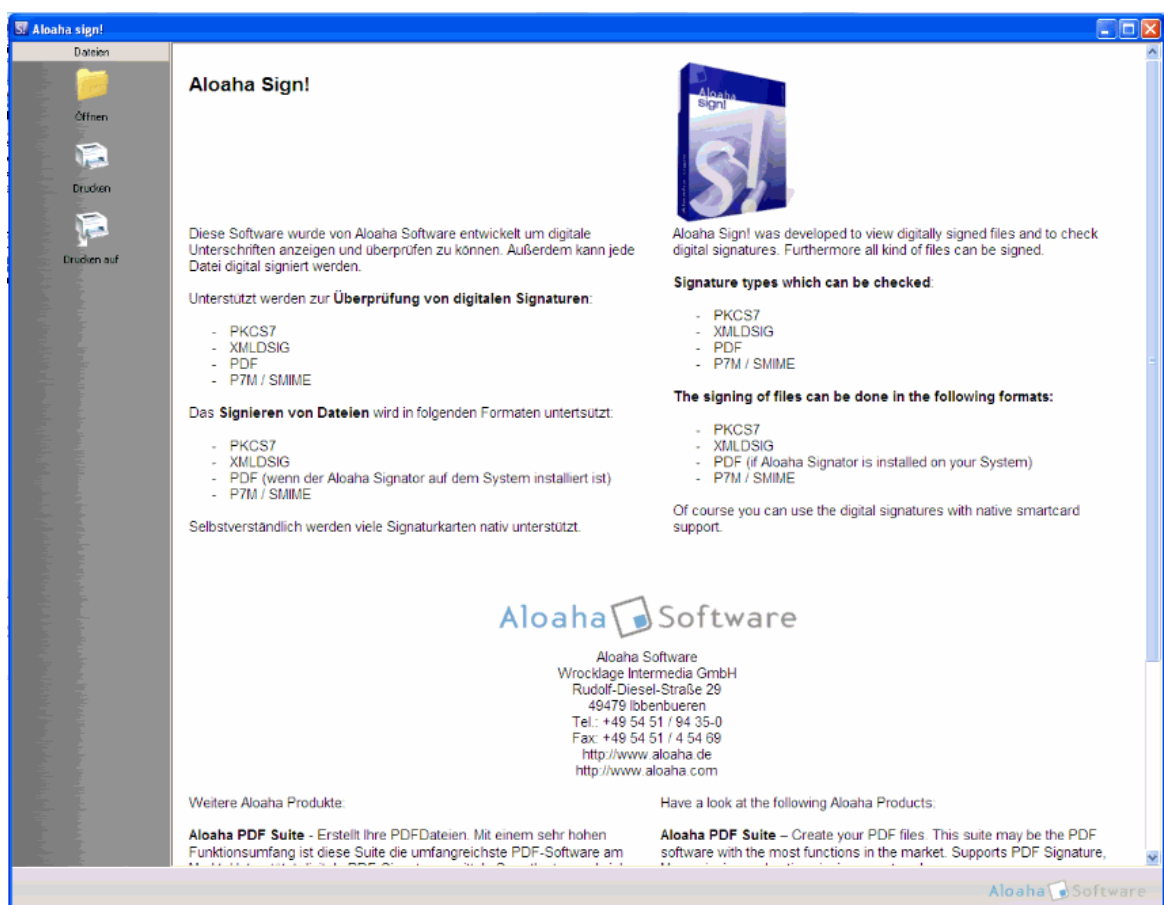 Aloaha sign!
Dateien
Öffnen
Drucken
Drucken auf
Aloaha Sign!
Aloaha
sign!
S!
Diese Software wurde von Aloaha Software entwickelt um digitale
Unterschriften anzeigen und überprüfen zu können. Außerdem kann jede
Datei digital signiert werden.
Unterstützt werden zur Überprüfung von digitalen Signaturen:
- PKCS7
- XMLDSIG
- PDF
- P7M / SMIME
Das Signieren von Dateien wird in folgenden Formaten untertsützt:
- PKCS7
- XMLDSIG
- PDF (wenn der Aloaha Signator auf dem System installiert ist)
- P7M / SMIME
Selbstverständlich werden viele Signaturkarten nativ unterstützt.
Aloaha Sign! was developed to view digitally signed files and to check
digital signatures. Furthermore all kind of files can be signed.
Signature types which can be checked:
- PKCS7
- XMLDSIG
- PDF
- P7M / SMIME
The signing of files can be done in the following formats:
- PKCS7
- XMLDSIG
- PDF (if Aloaha Signator is installed on your System)
- P7M / SMIME
Of course you can use the digital signatures with native smartcard
support.
Aloaha Software
Aloaha Software
Wrocklage Intermedia GmbH
Rudolf-Diesel-Straße 29
49479 Ibbenbueren
Tel.: +49 54 51 / 94 35-0
Fax: +49 54 51 / 4 54 69
http://www.aloaha.de
http://www.aloaha.com
Weitere Aloaha Produkte:
Aloaha PDF Suite - Erstellt Ihre PDFDateien. Mit einem sehr hohen
Funktionsumfang ist diese Suite die umfangreichste PDF-Software am
Have a look at the following Aloaha Products:
Aloaha PDF Suite – Create your PDF files. This suite may be the PDF
software with the most functions in the market. Supports PDF Signature,
Aloaha Software